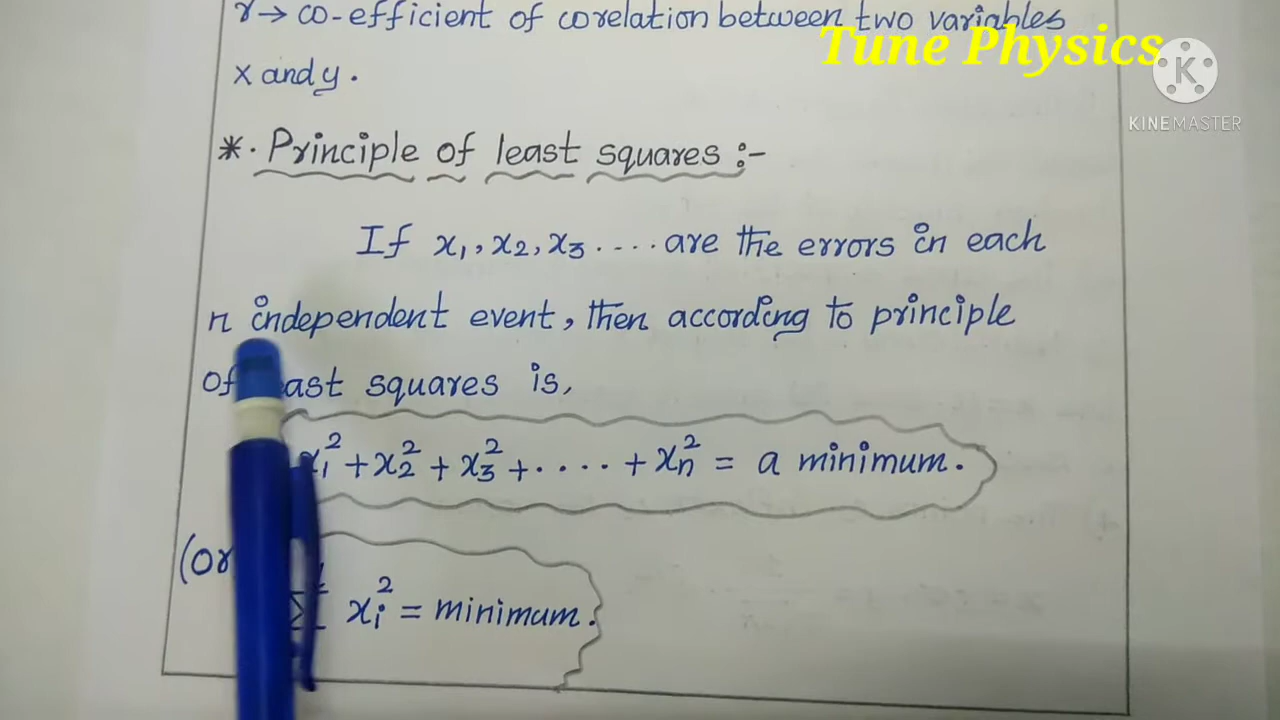 r → co-efficient of corelation between two variables
Tune Physics
K
KINEMASTER
x and y.
*. Principle of least squares :-
If x₁, x₂, x₃ .... are the errors in each
n independent event, then according to principle
of least squares is,
x₁² + x₂² + x₃² + .... + xₙ² = a minimum.
(or
Σ xᵢ² = minimum.